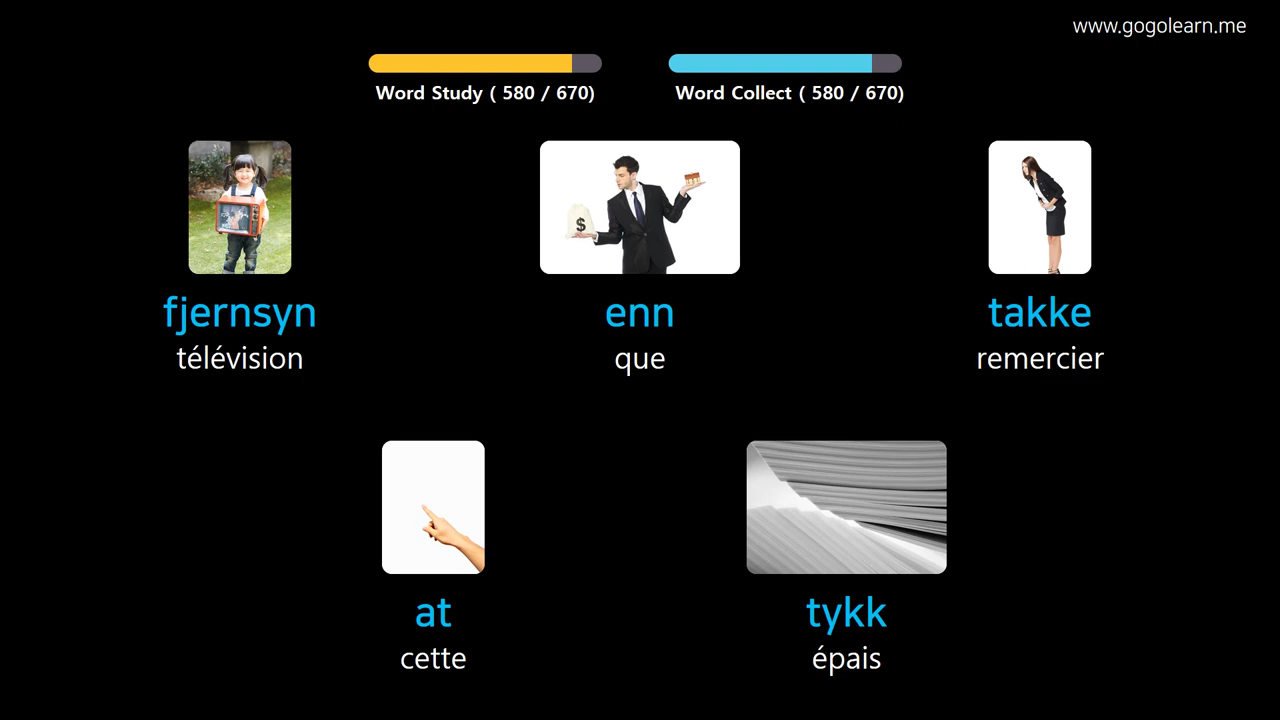 www.gogolearn.me
Word Study ( 580 / 670)
Word Collect ( 580 / 670)
fjernsyn
télévision
enn
que
takke
remercier
at
cette
tykk
épais